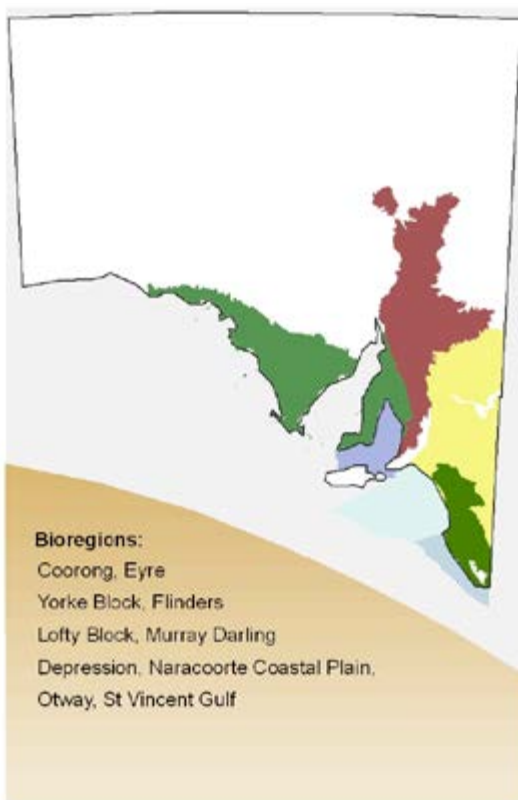 Bioregions:
Coorong, Eyre
Yorke Block, Flinders
Lofty Block, Murray Darling
Depression, Naracoorte Coastal Plain,
Otway, St Vincent Gulf